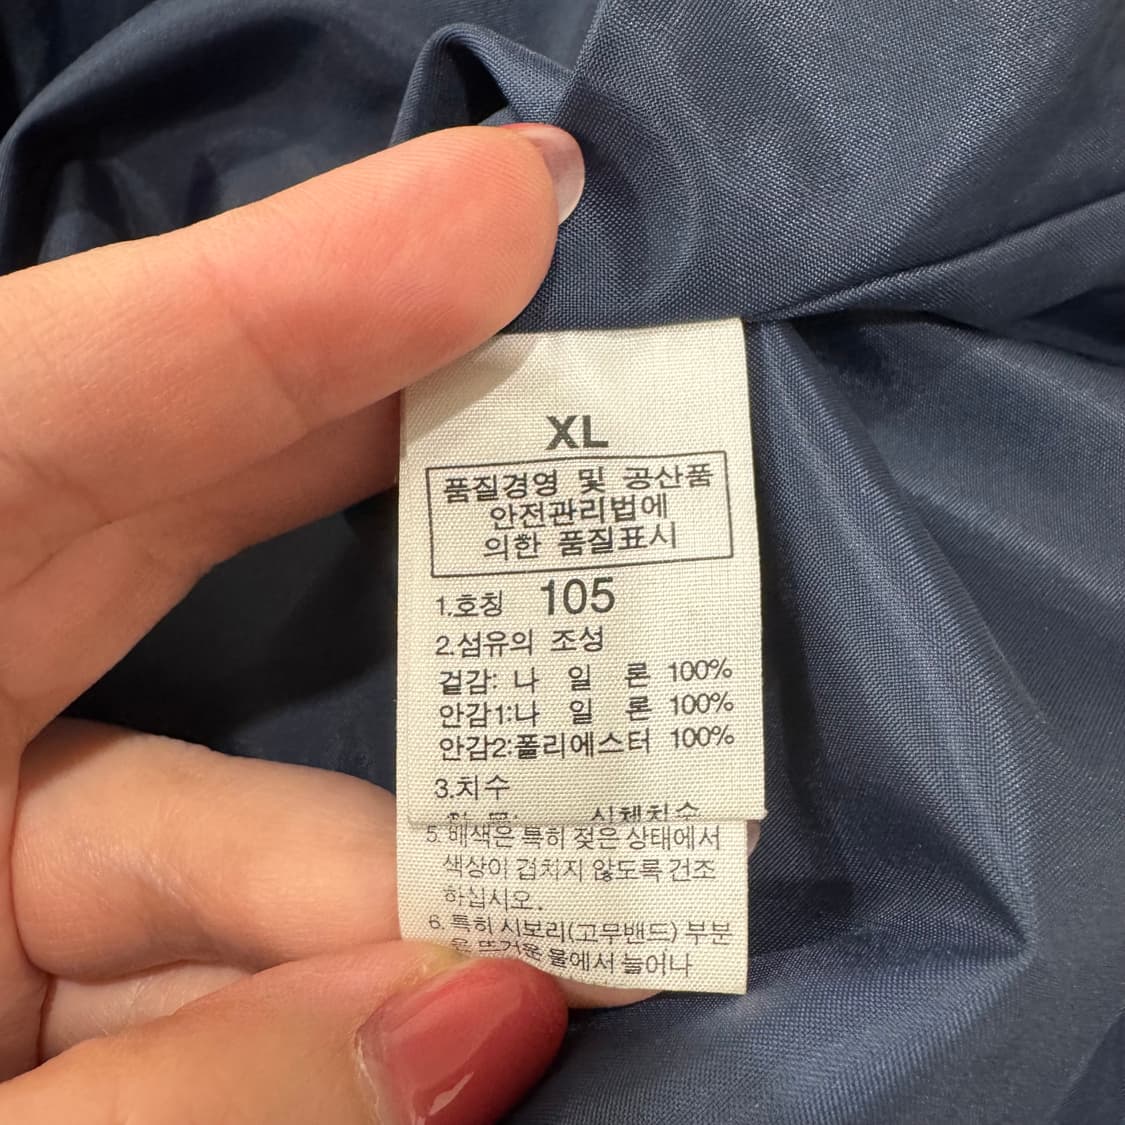 XL
품질경영 및 공산품
안전관리법에
의한 품질표시
1.호칭 105
2.섬유의 조성
겉감: 나 일 론 100%
안감1:나 일 론 100%
안감2:폴리에스터 100%
3.치수
신체치수
5. 배색은 특히 젖은 상태에서
색상이 겹치지 않도록 건조
하십시오.
6. 특히 시보리(고무밴드) 부분
을 뜨거운 물에서 늘어나